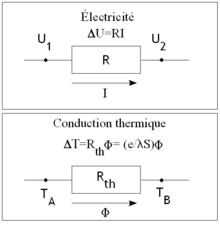 Électricité
ΔU=RI
U1 U2
R
I
Conduction thermique
ΔT=RthΦ= (e/λS)Φ
Rth
TA TB
Φ